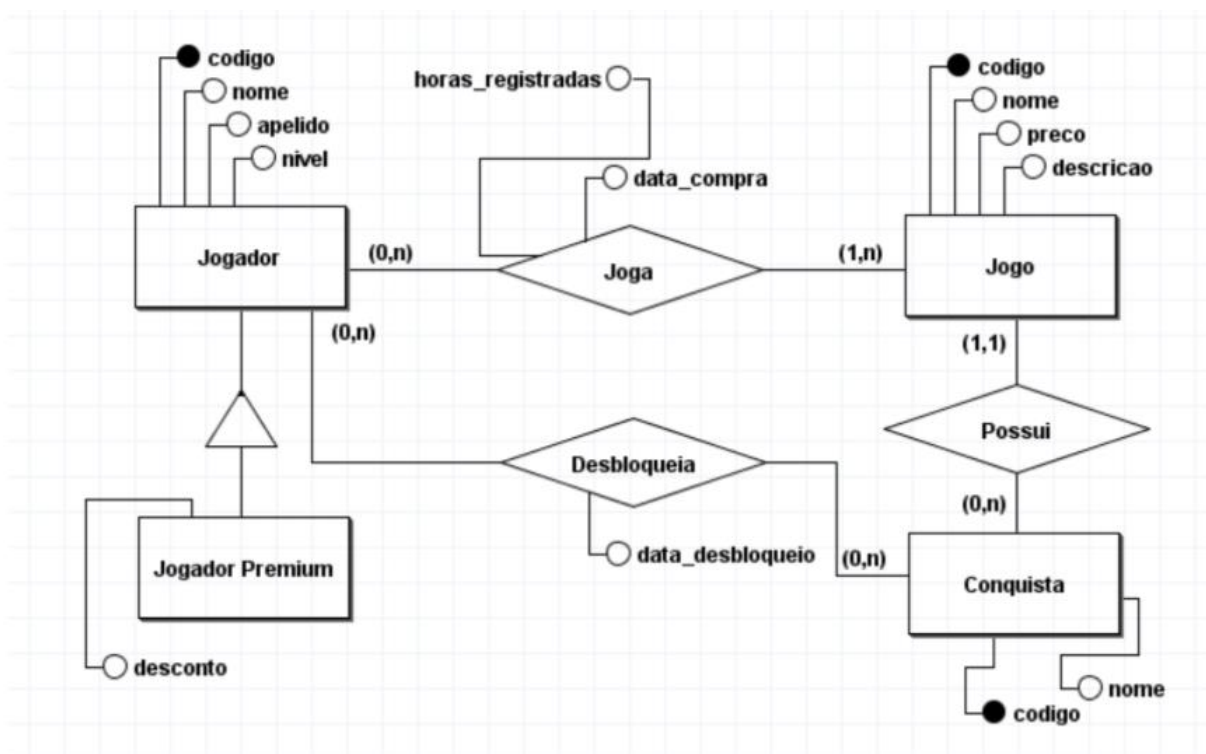 codigo
nome
apelido
nivel
horas_registradas
data_compra
codigo
nome
preco
descricao
Jogador
(0,n)
Joga
(1,n)
Jogo
(0,n)
(1,1)
Possui
Desbloqueia
(0,n)
data_desbloqueio
(0,n)
Jogador Premium
Conquista
desconto
nome
codigo